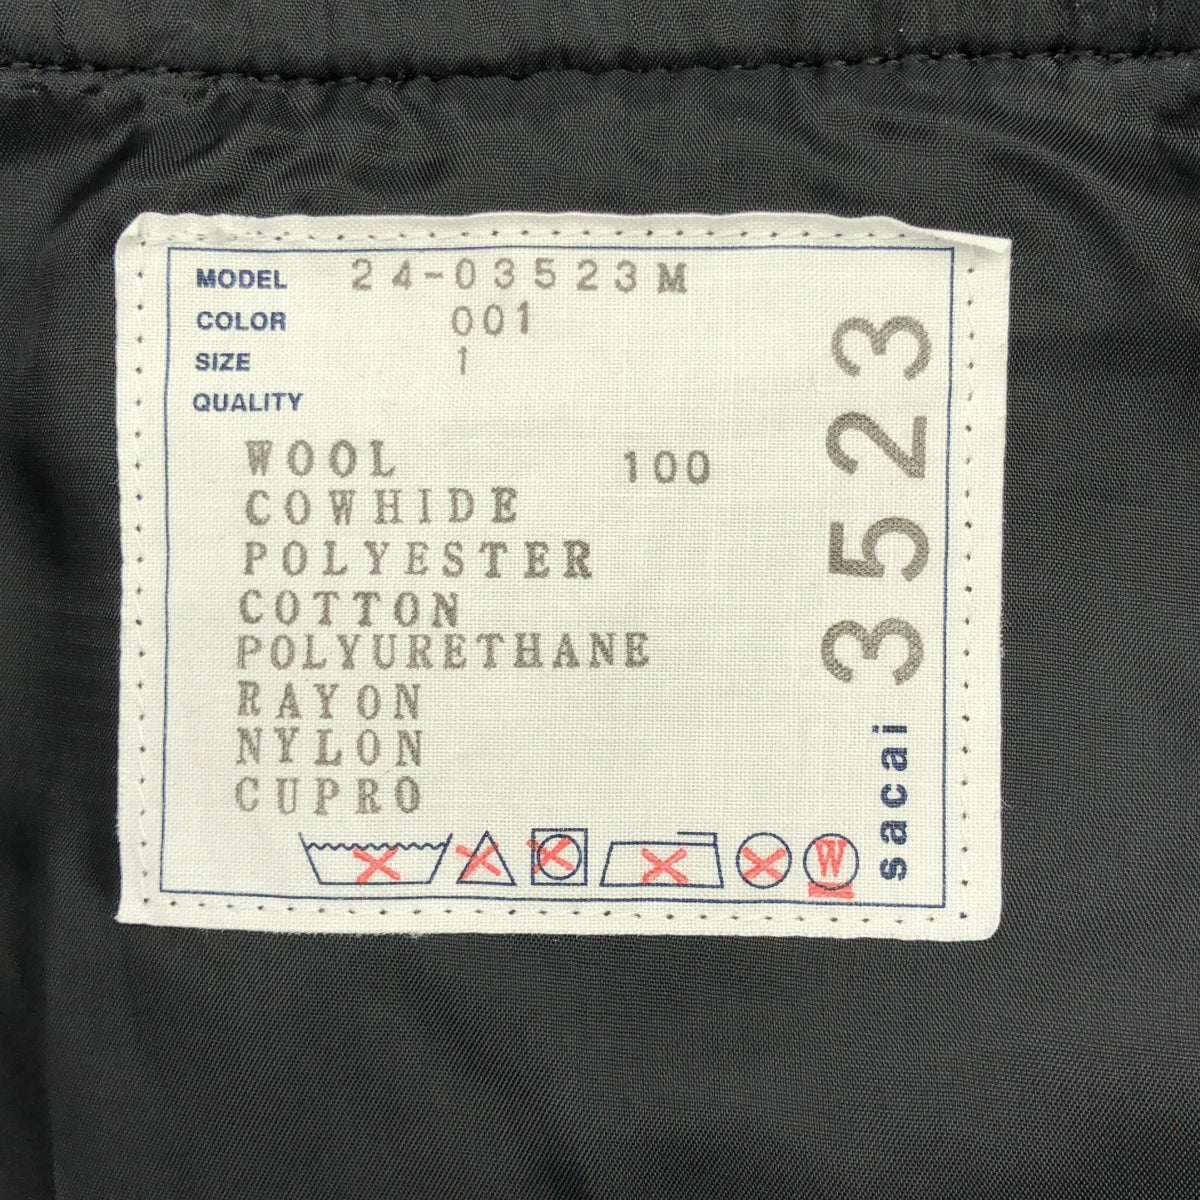 MODEL 24-03523M
COLOR 001
SIZE 1
QUALITY
WOOL 100
COWHIDE
POLYESTER
COTTON
POLYURETHANE
RAYON
NYLON
CUPRO
W
sacai 3523